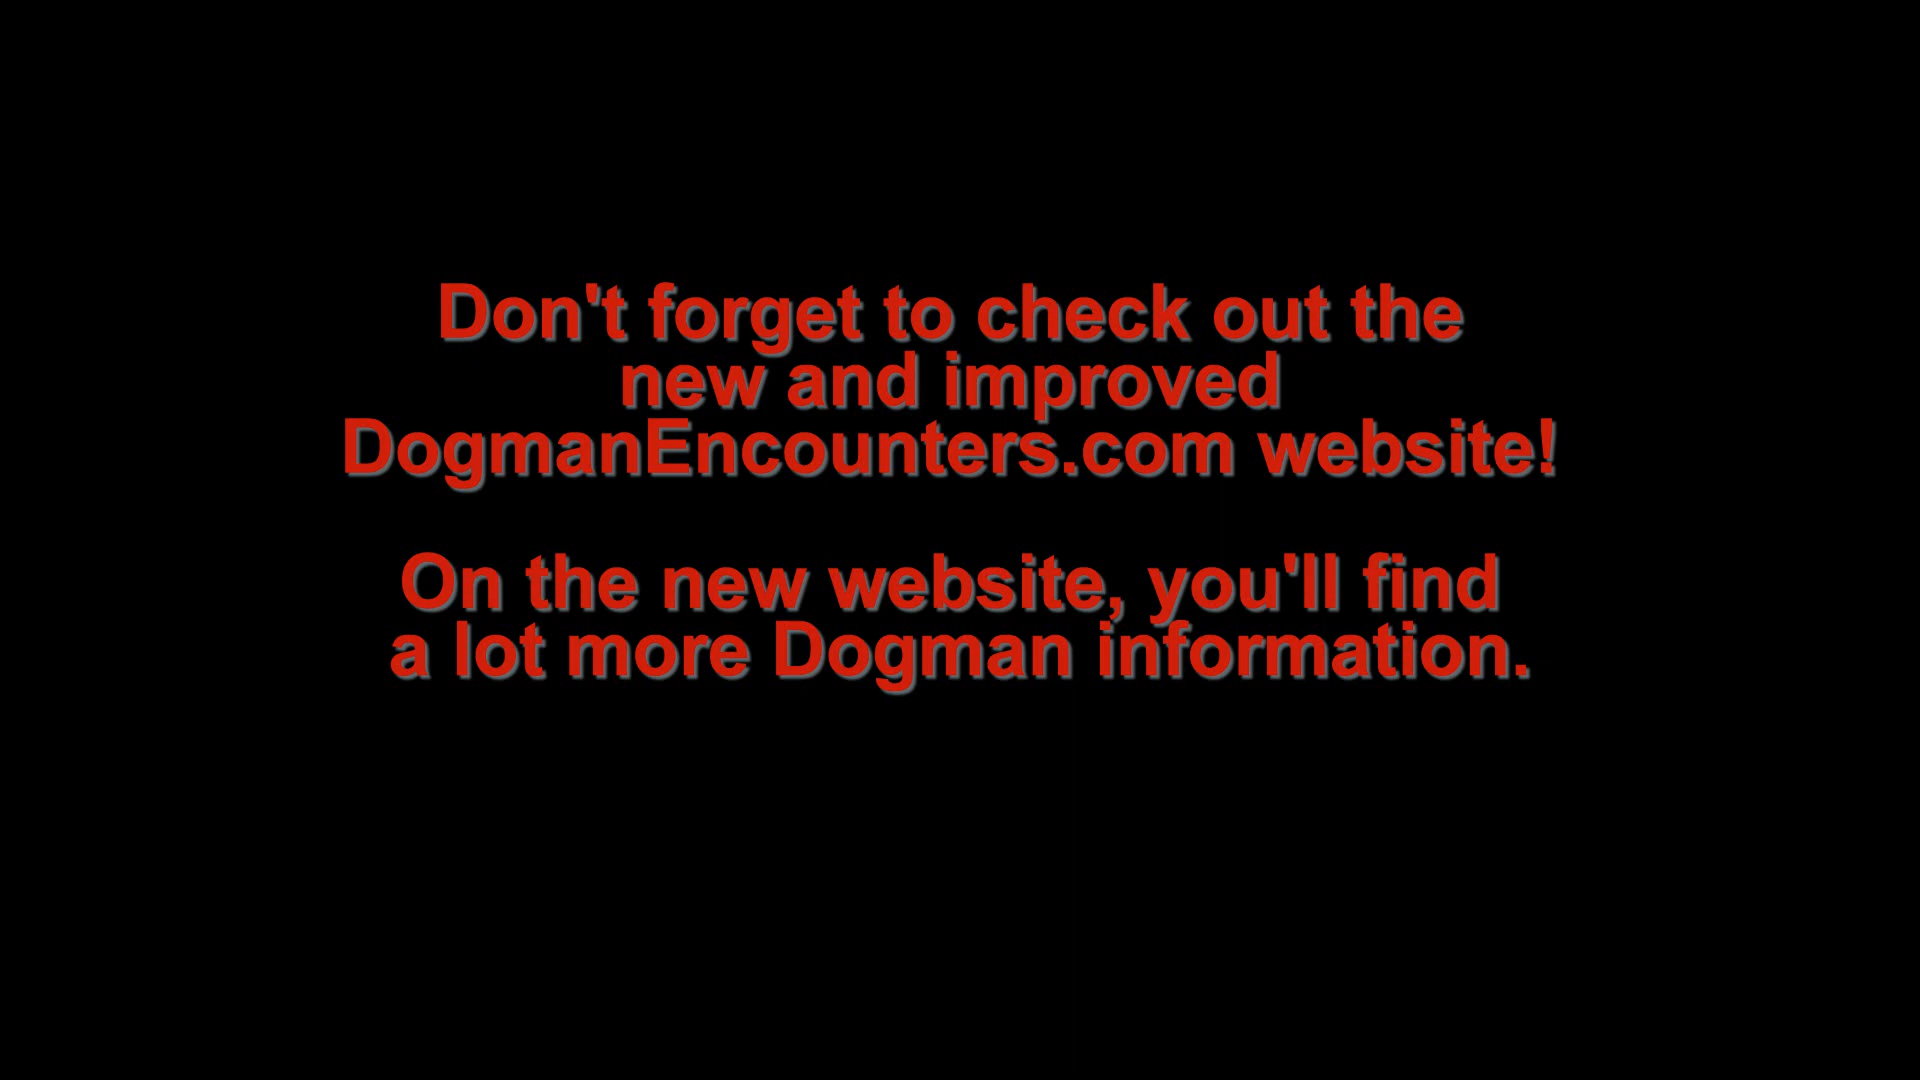 Don't forget to check out the
new and improved
DogmanEncounters.com website!
On the new website, you'll find
a lot more Dogman information.